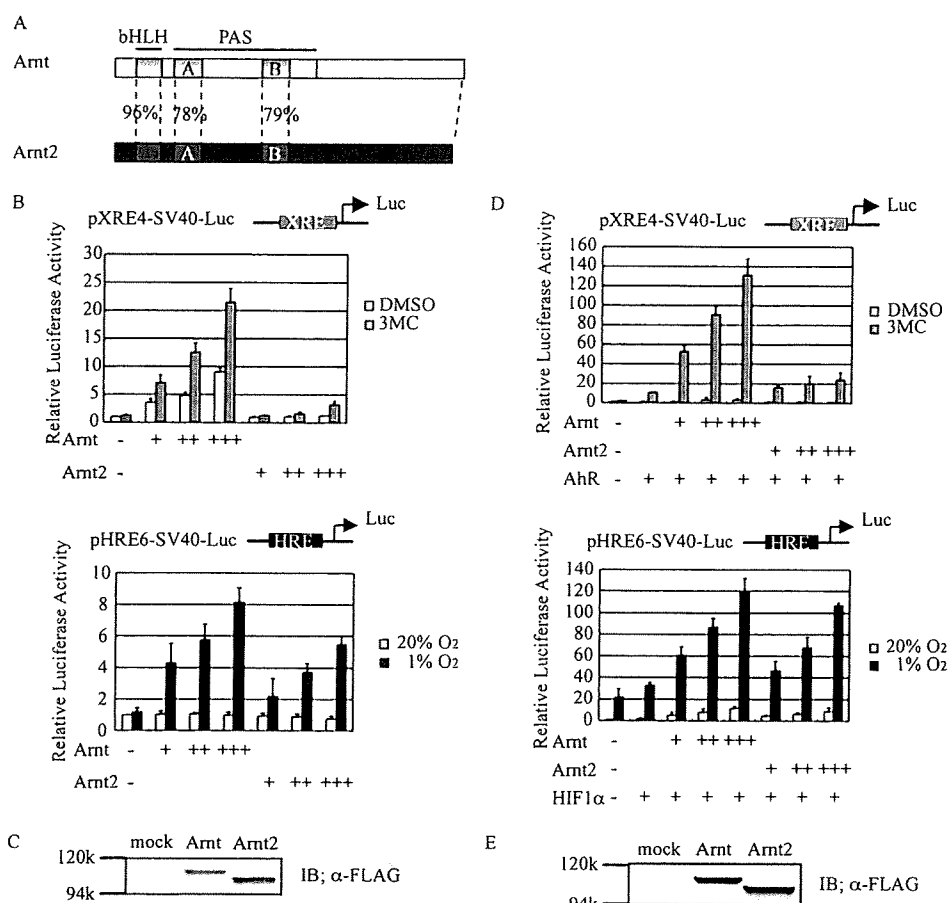 A
bHLH PAS
Arnt
A B
96% 78% 79%
Arnt2
A B
B
pXRE4-SV40-Luc XRE Luc
Relative Luciferase Activity
30
25
20
15
10
5
0
DMSO
3MC
Arnt - + ++ +++
Arnt2 - + ++ +++
pHRE6-SV40-Luc HRE Luc
Relative Luciferase Activity
10
8
6
4
2
0
20% O2
1% O2
Arnt - + ++ +++
Arnt2 - + ++ +++
C
mock Arnt Arnt2
120k
94k
IB; α-FLAG
D
pXRE4-SV40-Luc XRE Luc
Relative Luciferase Activity
160
140
120
100
80
60
40
20
0
DMSO
3MC
Arnt - + ++ +++
Arnt2 - + ++ +++
AhR - + + + + + + +
pHRE6-SV40-Luc HRE Luc
Relative Luciferase Activity
140
120
100
80
60
40
20
0
20% O2
1% O2
Arnt - + ++ +++
Arnt2 - + ++ +++
HIF1α - + + + + + + +
E
mock Arnt Arnt2
120k
94k
IB; α-FLAG